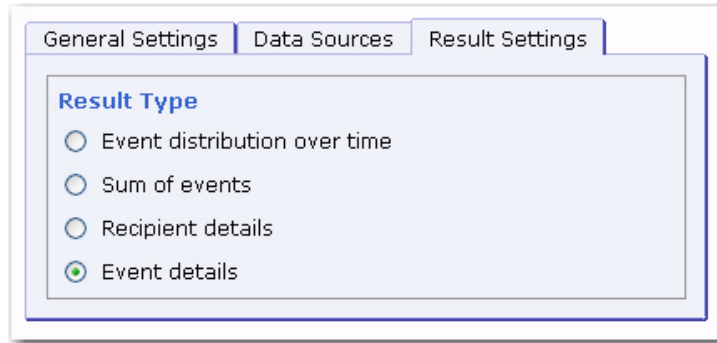 General Settings Data Sources Result Settings
Result Type
Event distribution over time
Sum of events
Recipient details
Event details